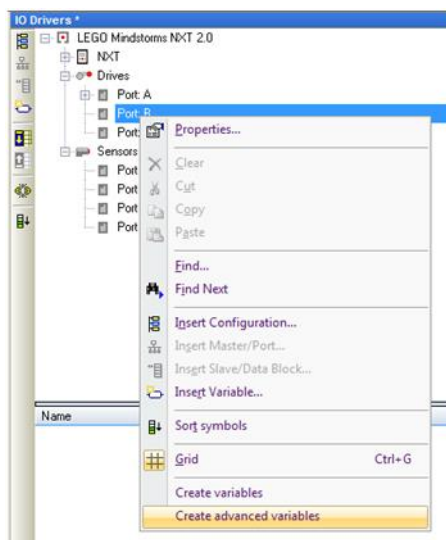 IO Drivers *
LEGO Mindstorms NXT 2.0
NXT
Drives
Port: A
Port: B
Port:
Sensors
Port
Port
Port
Port
Properties...
Clear
Cut
Copy
Paste
Find...
Find Next
Insert Configuration...
Insert Master/Port...
Insert Slave/Data Block...
Insert Variable...
Sort symbols
Grid Ctrl+G
Create variables
Create advanced variables
Name